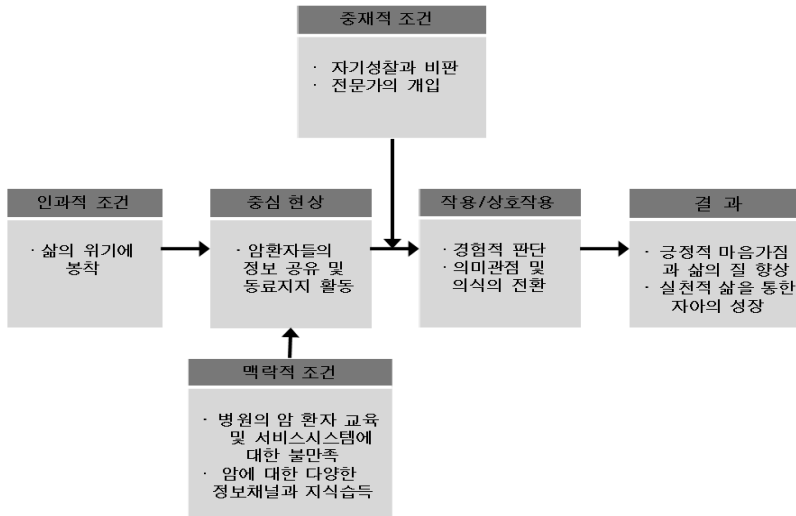 중재적 조건
· 자기성찰과 비판
· 전문가의 개입
인과적 조건
· 삶의 위기에
봉착
중심 현상
· 암환자들의
정보 공유 및
동료지지 활동
작용/상호작용
· 경험적 판단
· 의미관점 및
의식의 전환
결 과
· 긍정적 마음가짐
과 삶의 질 향상
· 실천적 삶을 통한
자아의 성장
맥락적 조건
· 병원의 암 환자 교육
및 서비스시스템에
대한 불만족
· 암에 대한 다양한
정보채널과 지식습득